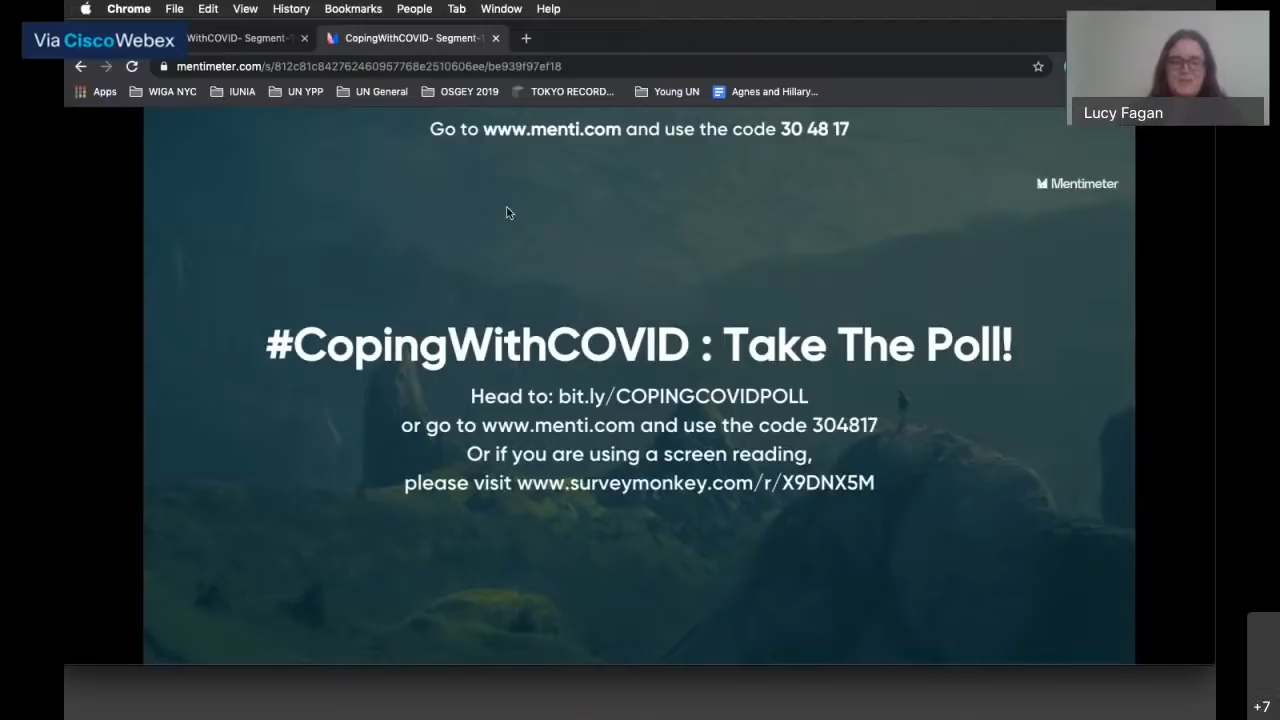 Chrome File Edit View History Bookmarks People Tab Window Help
Via CiscoWebex
WithCOVID- Segment-
CopingWithCOVID- Segment-
mentimeter.com/s/812c81c842762460957768e2510606ee/be939f97ef18
Apps WIGA NYC IUNIA UN YPP UN General OSGEY 2019 TOKYO RECORD... Young UN Agnes and Hillary...
Lucy Fagan
Go to www.menti.com and use the code 30 48 17
Mentimeter
#CopingWithCOVID : Take The Poll!
Head to: bit.ly/COPINGCOVIDPOLL
or go to www.menti.com and use the code 304817
Or if you are using a screen reading,
please visit www.surveymonkey.com/r/X9DNX5M
+7